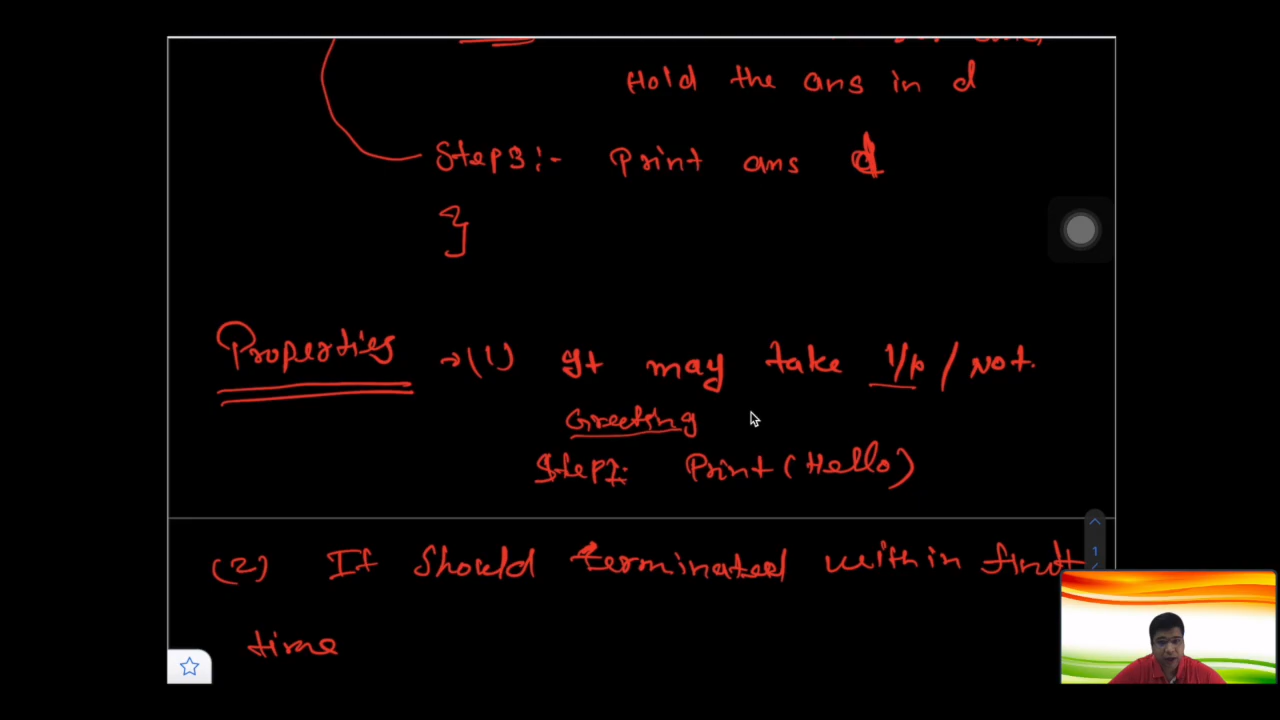 Hold the ans in d
Step3:- Print ans d
}
Properties →(1) It may take I/p / Not.
Greeting
Step1: Print(Hello)
(2) It Should terminated within
time
1